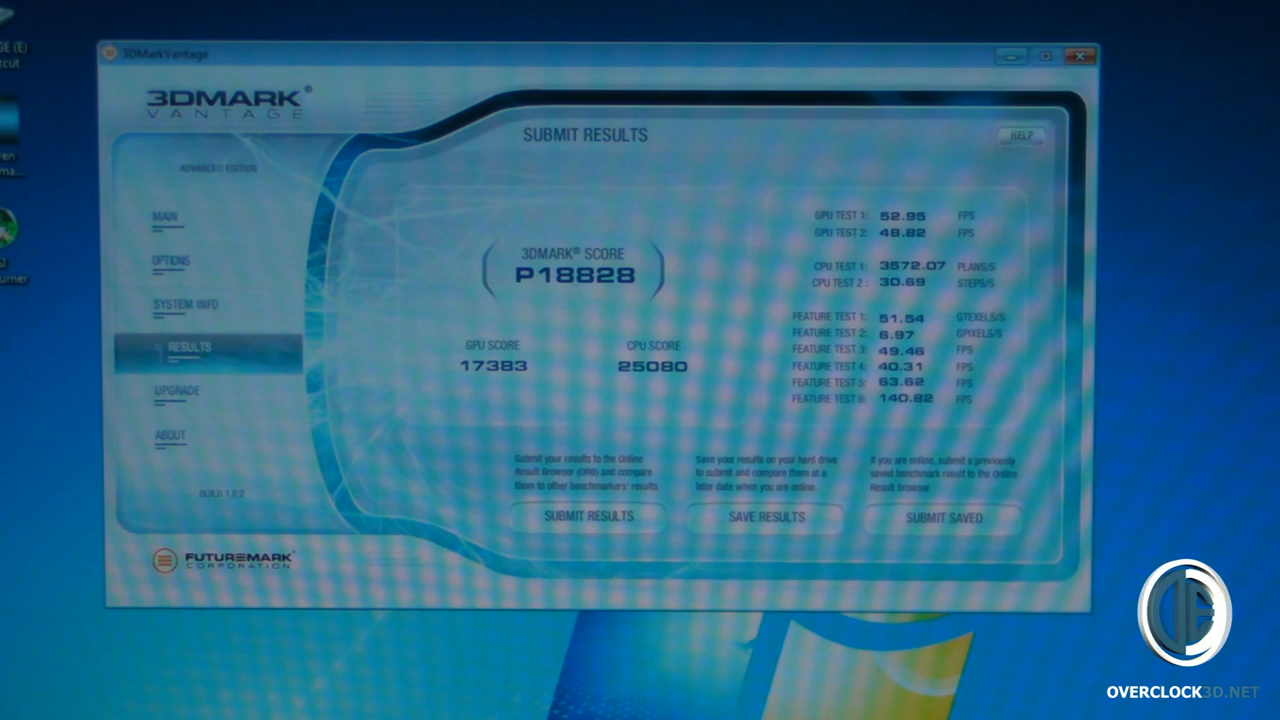 3DMarkVantage
3DMARK®
VANTAGE
SUBMIT RESULTS
HELP
ADVANCED EDITION
MAIN
OPTIONS
SYSTEM INFO
RESULTS
UPGRADE
ABOUT
BUILD 1.0.2
FUTUREMARK
CORPORATION
3DMARK® SCORE
P18828
GPU SCORE
17383
CPU SCORE
25080
GPU TEST 1: 52.95 FPS
GPU TEST 2: 48.82 FPS
CPU TEST 1: 3572.07 PLANS/S
CPU TEST 2: 30.69 STEPS/S
FEATURE TEST 1: 51.54 GTEXELS/S
FEATURE TEST 2: 6.97 GPIXELS/S
FEATURE TEST 3: 49.46 FPS
FEATURE TEST 4: 40.31 FPS
FEATURE TEST 5: 63.62 FPS
FEATURE TEST 6: 140.82 FPS
Submit your results to the Online
Result Browser (ORB) and compare
them to other benchmarkers' results.
SUBMIT RESULTS
Save your results on your hard drive
to submit and compare them at a
later date when you are online.
SAVE RESULTS
If you are online, submit a previously
saved benchmark result to the Online
Result Browser.
SUBMIT SAVED
OVERCLOCK3D.NET